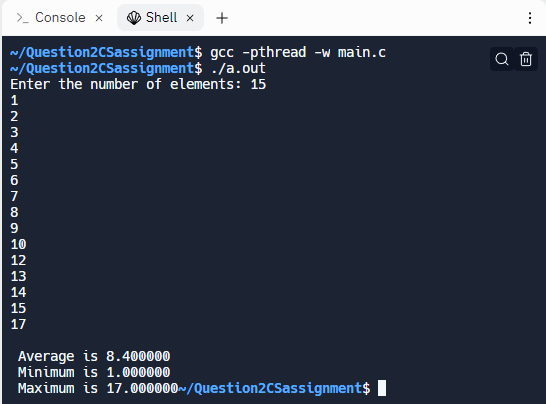 >_ Console × Shell × +
~/Question2CSassignment$ gcc -pthread -w main.c
~/Question2CSassignment$ ./a.out
Enter the number of elements: 15
1
2
3
4
5
6
7
8
9
10
12
13
14
15
17
Average is 8.400000
Minimum is 1.000000
Maximum is 17.000000~/Question2CSassignment$